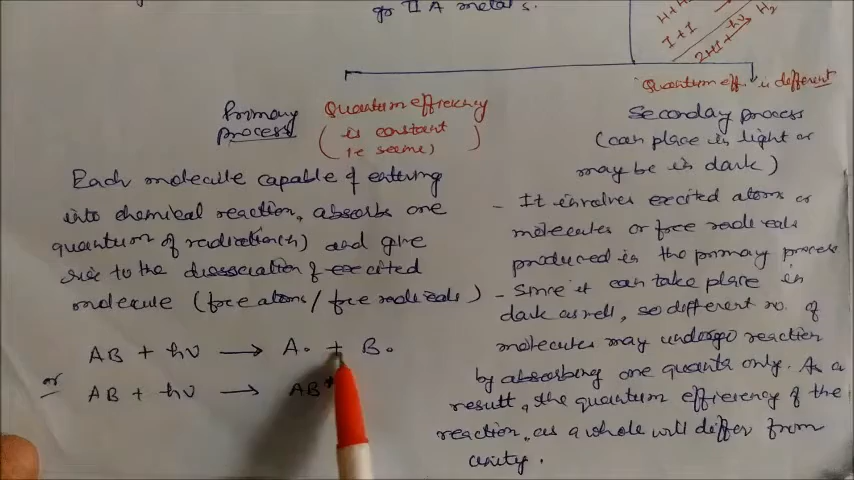 gr II A metals.
H+H
I+I →
2HI + hν → H2
Quantum eff. is different
Primary
process
Quantum efficiency
( is constant
ie seeme )
Each molecule capable of entering
into chemical reaction, absorbs one
quantum of radiation(s) and give
rise to the dissociation of excited
molecule (free atoms / free radicals)
AB + hν → A. + B.
or
AB + hν → AB*
Seconday process
(can place in light or
may be in dark)
- It involves excited atoms or
molecules or free radicals
produced in the primary process
- Since it can take place in
dark as well, so different no. of
molecules may undergo reaction
by absorbing one quanta only. As a
result, the quantum efficiency of the
reaction, as a whole will differ from
unity.